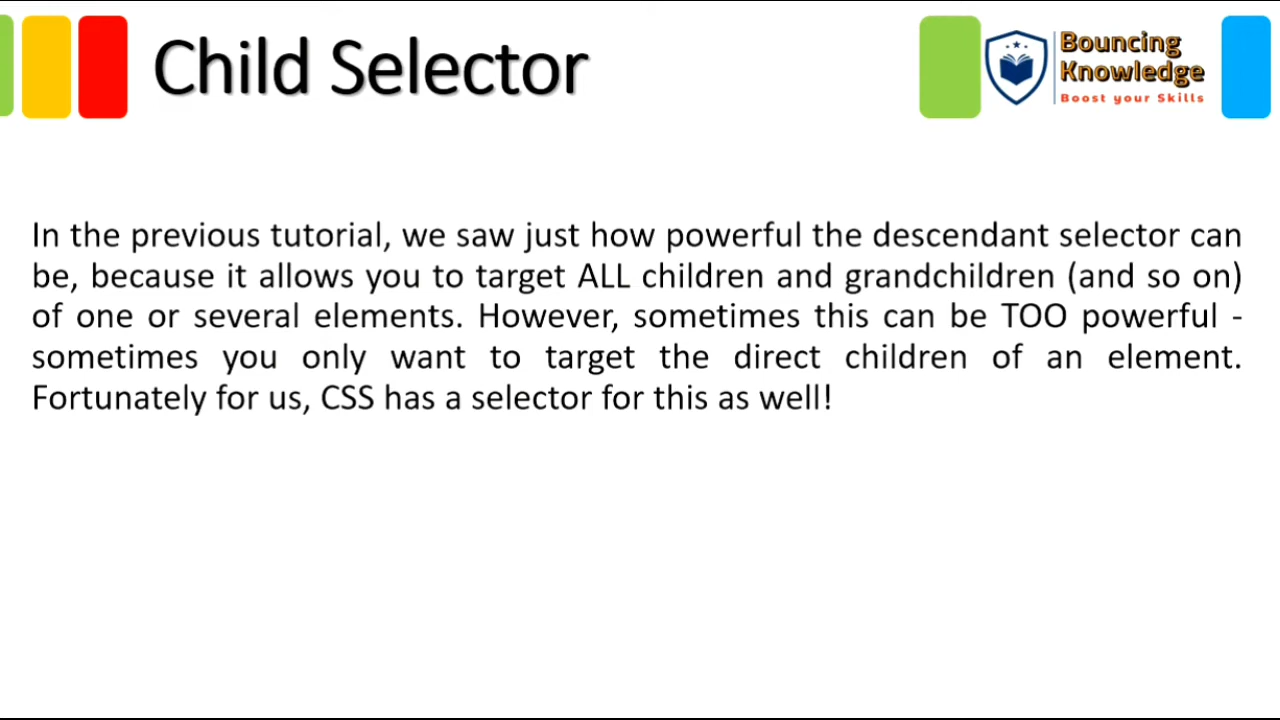 Child Selector
Bouncing
Knowledge
Boost your Skills
In the previous tutorial, we saw just how powerful the descendant selector can
be, because it allows you to target ALL children and grandchildren (and so on)
of one or several elements. However, sometimes this can be TOO powerful -
sometimes you only want to target the direct children of an element.
Fortunately for us, CSS has a selector for this as well!